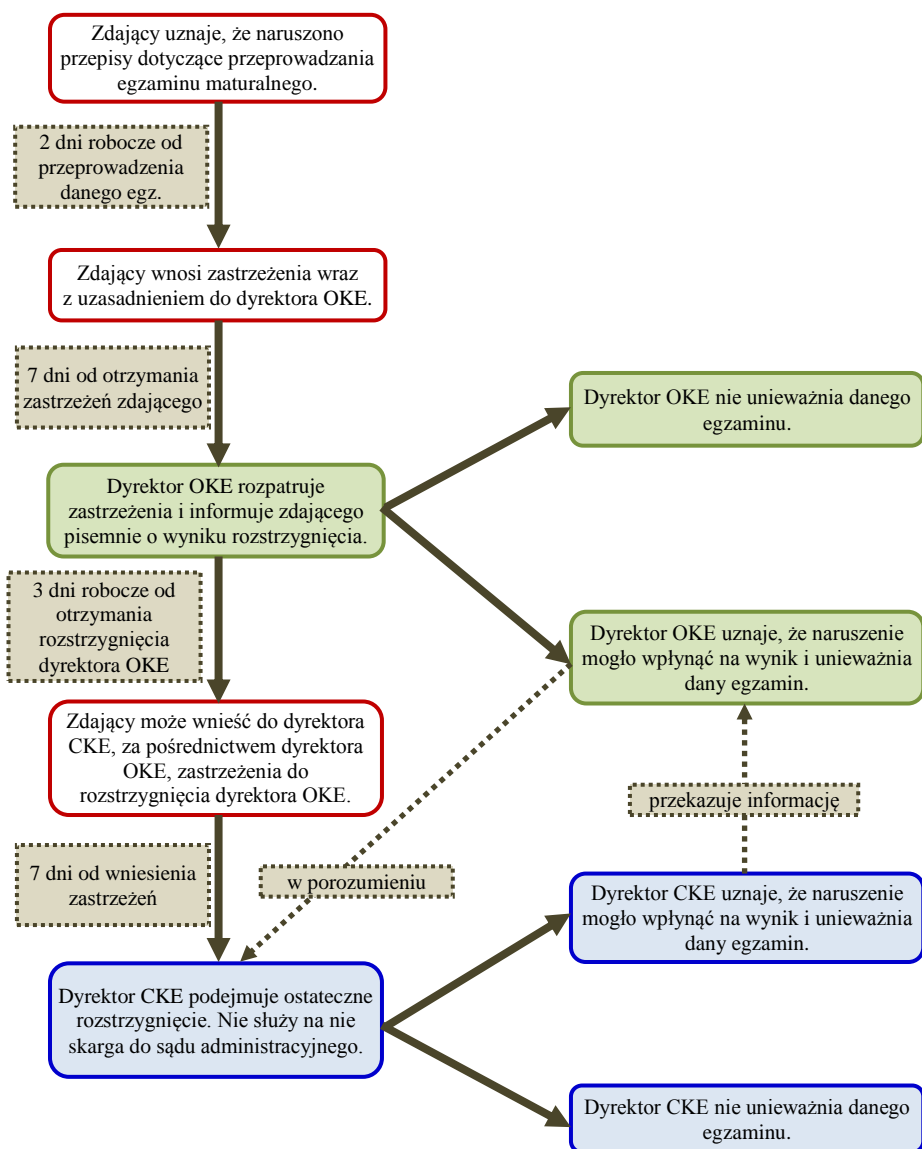 Zdający uznaje, że naruszono
przepisy dotyczące przeprowadzania
egzaminu maturalnego.
2 dni robocze od
przeprowadzenia
danego egz.
Zdający wnosi zastrzeżenia wraz
z uzasadnieniem do dyrektora OKE.
7 dni od otrzymania
zastrzeżeń zdającego
Dyrektor OKE nie unieważnia danego
egzaminu.
Dyrektor OKE rozpatruje
zastrzeżenia i informuje zdającego
pisemnie o wyniku rozstrzygnięcia.
3 dni robocze od
otrzymania
rozstrzygnięcia
dyrektora OKE
Dyrektor OKE uznaje, że naruszenie
mogło wpłynąć na wynik i unieważnia
dany egzamin.
Zdający może wnieść do dyrektora
CKE, za pośrednictwem dyrektora
OKE, zastrzeżenia do
rozstrzygnięcia dyrektora OKE.
przekazuje informację
7 dni od wniesienia
zastrzeżeń
w porozumieniu
Dyrektor CKE uznaje, że naruszenie
mogło wpłynąć na wynik i unieważnia
dany egzamin.
Dyrektor CKE podejmuje ostateczne
rozstrzygnięcie. Nie służy na nie
skarga do sądu administracyjnego.
Dyrektor CKE nie unieważnia danego
egzaminu.